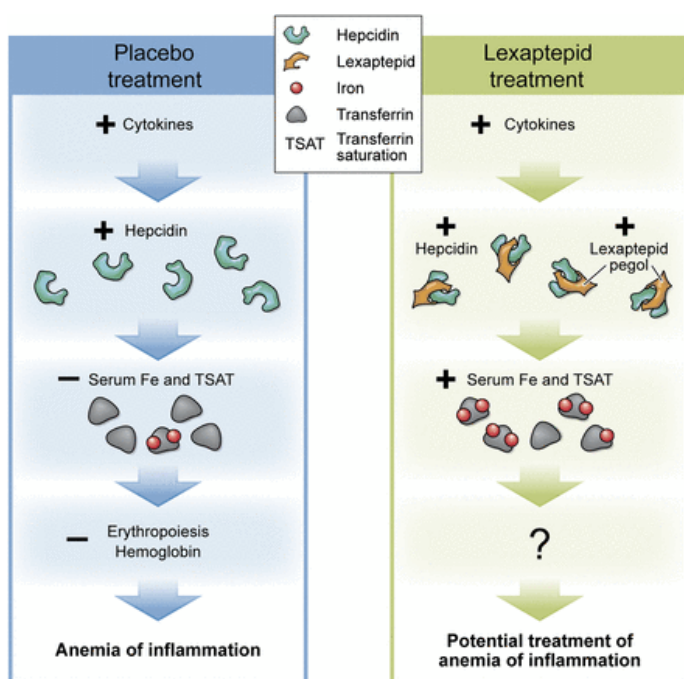 Placebo
treatment
Hepcidin
Lexaptepid
Iron
Transferrin
TSAT Transferrin
saturation
Lexaptepid
treatment
+ Cytokines
+ Hepcidin
− Serum Fe and TSAT
− Erythropoiesis
Hemoglobin
Anemia of inflammation
+ Cytokines
+
Hepcidin
+
Lexaptepid
pegol
+ Serum Fe and TSAT
?
Potential treatment of
anemia of inflammation